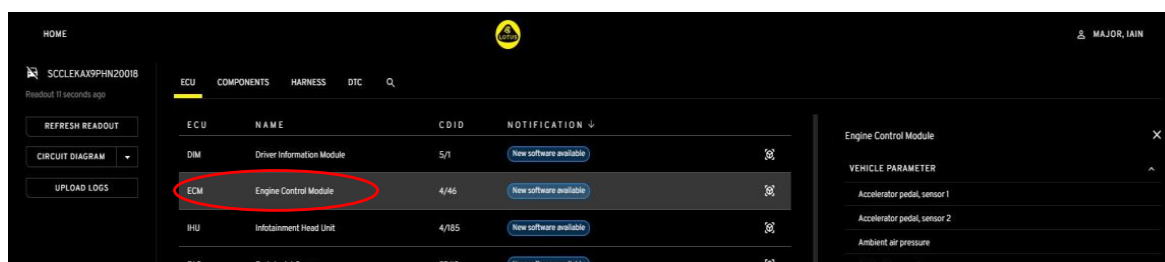 HOME
LOTUS
MAJOR, IAIN
SCCLEKAX9PHN20018
Readout 11 seconds ago
REFRESH READOUT
CIRCUIT DIAGRAM
UPLOAD LOGS
ECU COMPONENTS HARNESS DTC
ECU NAME CDID NOTIFICATION ↓
DIM Driver Information Module 5/1 New software available
ECM Engine Control Module 4/46 New software available
IHU Infotainment Head Unit 4/185 New software available
Engine Control Module
VEHICLE PARAMETER
Accelerator pedal, sensor 1
Accelerator pedal, sensor 2
Ambient air pressure